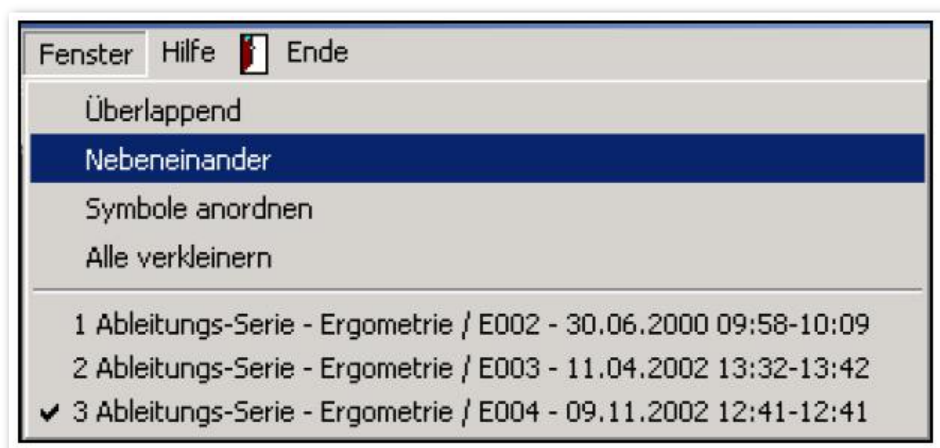 Fenster Hilfe Ende
Überlappend
Nebeneinander
Symbole anordnen
Alle verkleinern
1 Ableitungs-Serie - Ergometrie / E002 - 30.06.2000 09:58-10:09
2 Ableitungs-Serie - Ergometrie / E003 - 11.04.2002 13:32-13:42
✔ 3 Ableitungs-Serie - Ergometrie / E004 - 09.11.2002 12:41-12:41